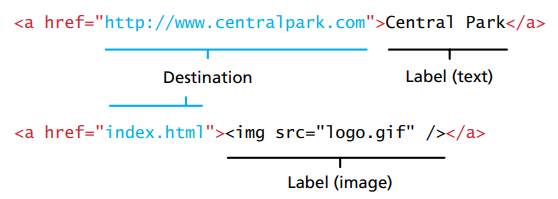 <a href="http://www.centralpark.com">Central Park</a>
Destination Label (text)
<a href="index.html"><img src="logo.gif" /></a>
Label (image)